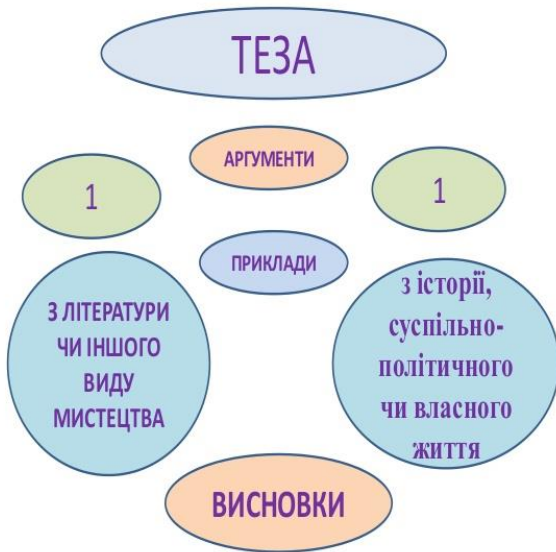 ТЕЗА
АРГУМЕНТИ
1
1
ПРИКЛАДИ
З ЛІТЕРАТУРИ
ЧИ ІНШОГО
ВИДУ
МИСТЕЦТВА
з історії,
суспільно-
політичного
чи власного
життя
ВИСНОВКИ